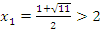 x₁ = (1+√11)/2 > 2